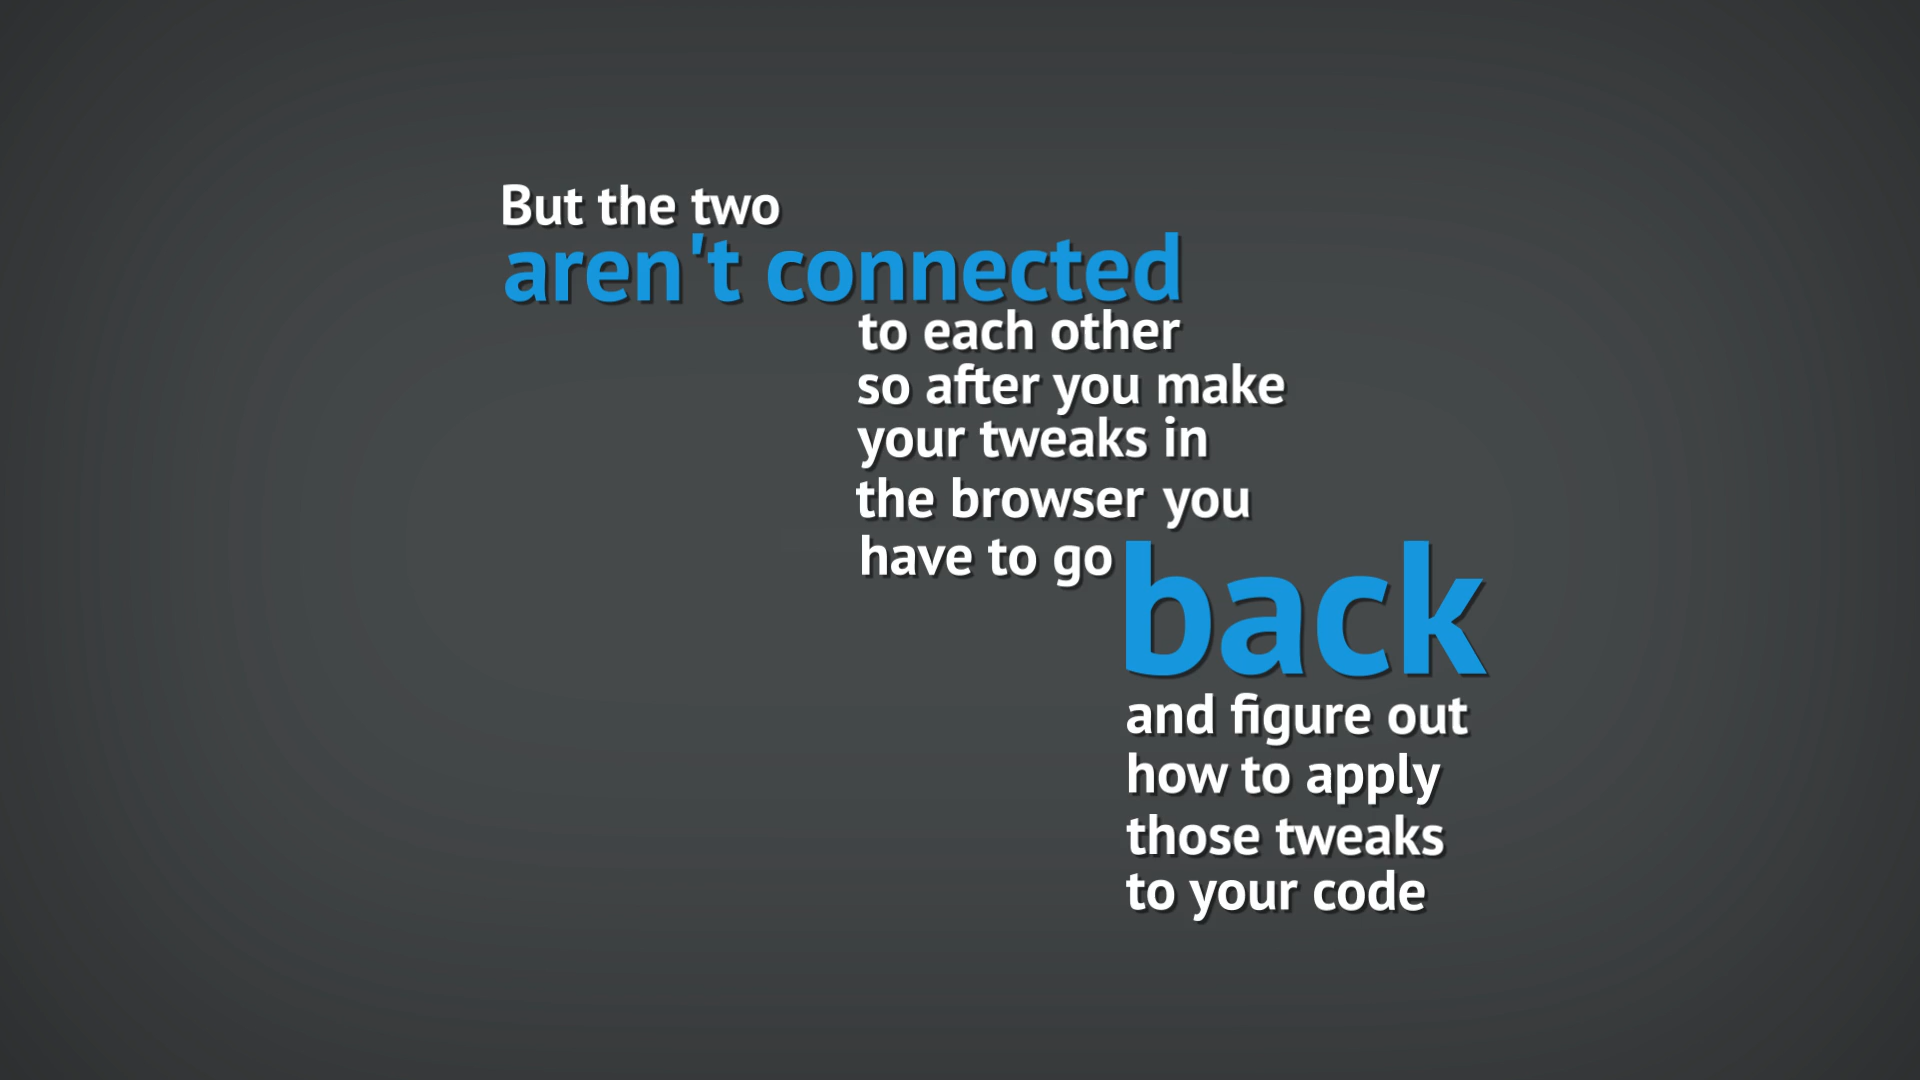 But the two
aren't connected
to each other
so after you make
your tweaks in
the browser you
have to go back
and figure out
how to apply
those tweaks
to your code